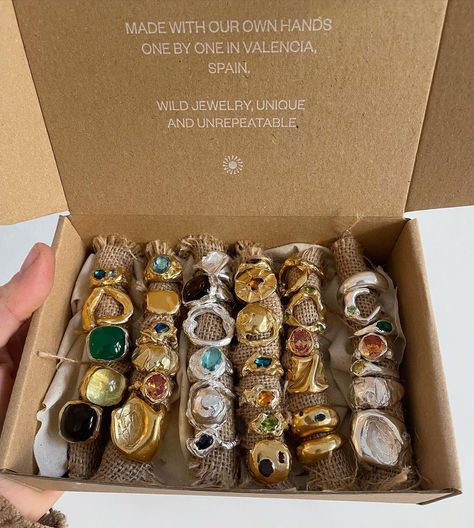 MADE WITH OUR OWN HANDS
ONE BY ONE IN VALENCIA,
SPAIN.
WILD JEWELRY, UNIQUE
AND UNREPEATABLE